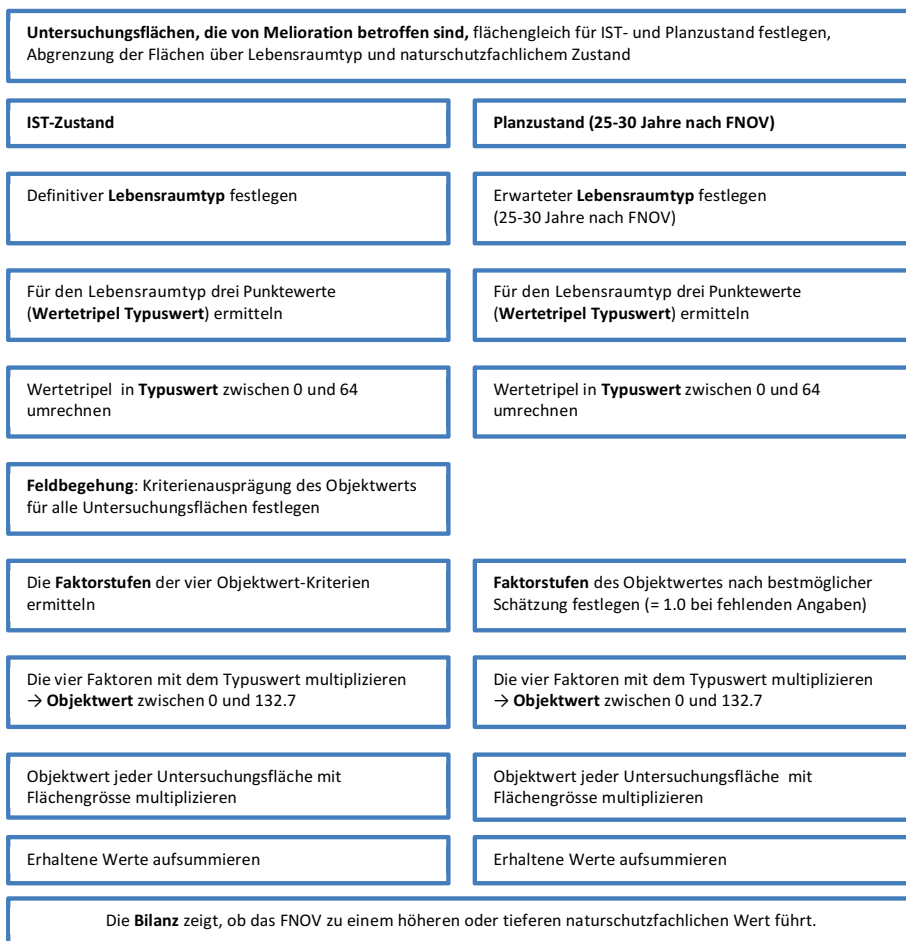 Untersuchungsflächen, die von Melioration betroffen sind, flächengleich für IST- und Planzustand festlegen,
Abgrenzung der Flächen über Lebensraumtyp und naturschutzfachlichem Zustand
IST-Zustand
Planzustand (25-30 Jahre nach FNOV)
Definitiver Lebensraumtyp festlegen
Erwarteter Lebensraumtyp festlegen
(25-30 Jahre nach FNOV)
Für den Lebensraumtyp drei Punktewerte
(Wertetripel Typuswert) ermitteln
Für den Lebensraumtyp drei Punktewerte
(Wertetripel Typuswert) ermitteln
Wertetripel in Typuswert zwischen 0 und 64
umrechnen
Wertetripel in Typuswert zwischen 0 und 64
umrechnen
Feldbegehung: Kriterienausprägung des Objektwerts
für alle Untersuchungsflächen festlegen
Die Faktorstufen der vier Objektwert-Kriterien
ermitteln
Faktorstufen des Objektwertes nach bestmöglicher
Schätzung festlegen (= 1.0 bei fehlenden Angaben)
Die vier Faktoren mit dem Typuswert multiplizieren
→ Objektwert zwischen 0 und 132.7
Die vier Faktoren mit dem Typuswert multiplizieren
→ Objektwert zwischen 0 und 132.7
Objektwert jeder Untersuchungsfläche mit
Flächengrösse multiplizieren
Objektwert jeder Untersuchungsfläche mit
Flächengrösse multiplizieren
Erhaltene Werte aufsummieren
Erhaltene Werte aufsummieren
Die Bilanz zeigt, ob das FNOV zu einem höheren oder tieferen naturschutzfachlichen Wert führt.